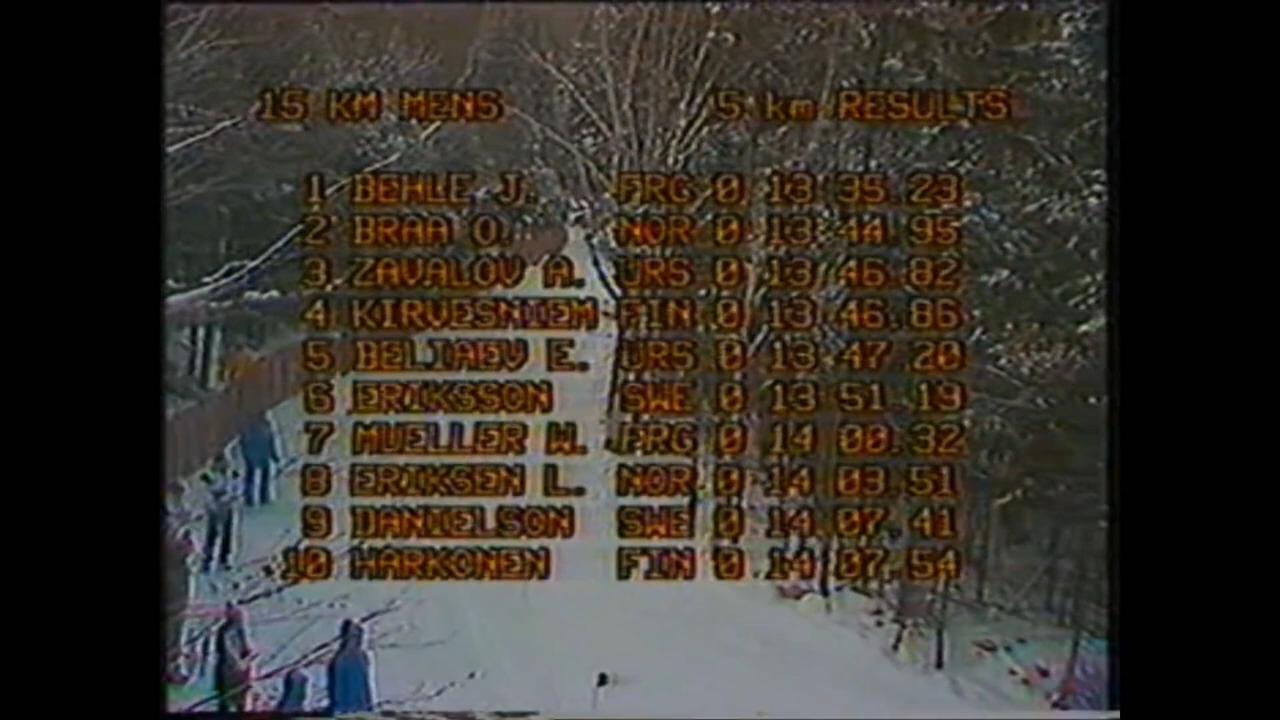 15 KM MENS 5 km RESULTS
1 BEHLE J. FRG 0 13 35.23
2 BRAA O. NOR 0 13 44.95
3 ZAVALOV A. URS 0 13 46.82
4 KIRVESNIEM FIN 0 13 46.86
5 BELIAEV E. URS 0 13 47.20
6 ERIKSSON SWE 0 13 51.19
7 MUELLER W. FRG 0 14 00.32
8 ERIKSEN L. NOR 0 14 03.51
9 DANIELSON SWE 0 14 07.41
10 HARKONEN FIN 0 14 07.54